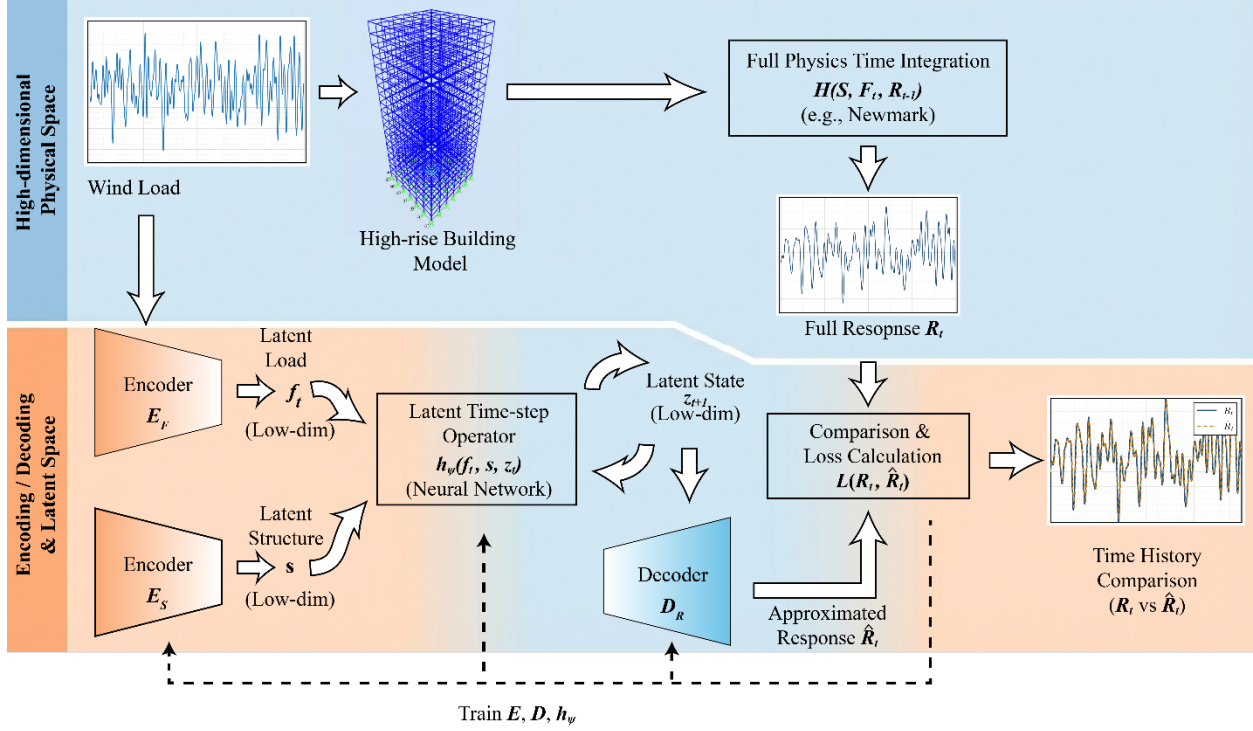 High-dimensional
Physical Space
Wind Load
High-rise Building
Model
Full Physics Time Integration
H(S, F_t, R_{t-1})
(e.g., Newmark)
Full Resopnse R_t
Encoding / Decoding
& Latent Space
Encoder
E_F
Latent
Load
f_t
(Low-dim)
Encoder
E_S
Latent
Structure
s
(Low-dim)
Latent Time-step
Operator
h_ψ(f_t, s, z_t)
(Neural Network)
Latent State
z_{t+1}
(Low-dim)
Decoder
D_R
Approximated
Response R̂_t
Comparison &
Loss Calculation
L(R_t, R̂_t)
R_t
R̂_t
Time History
Comparison
(R_t vs R̂_t)
Train E, D, h_ψ